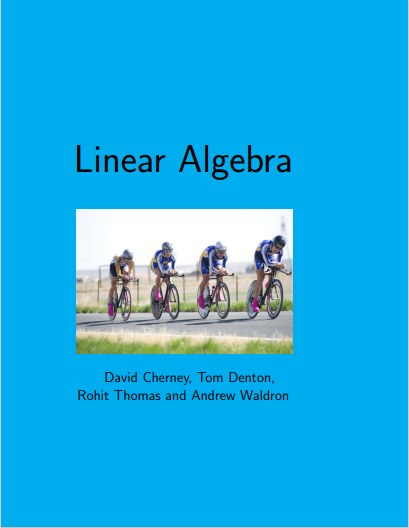 Linear Algebra
David Cherney, Tom Denton,
Rohit Thomas and Andrew Waldron